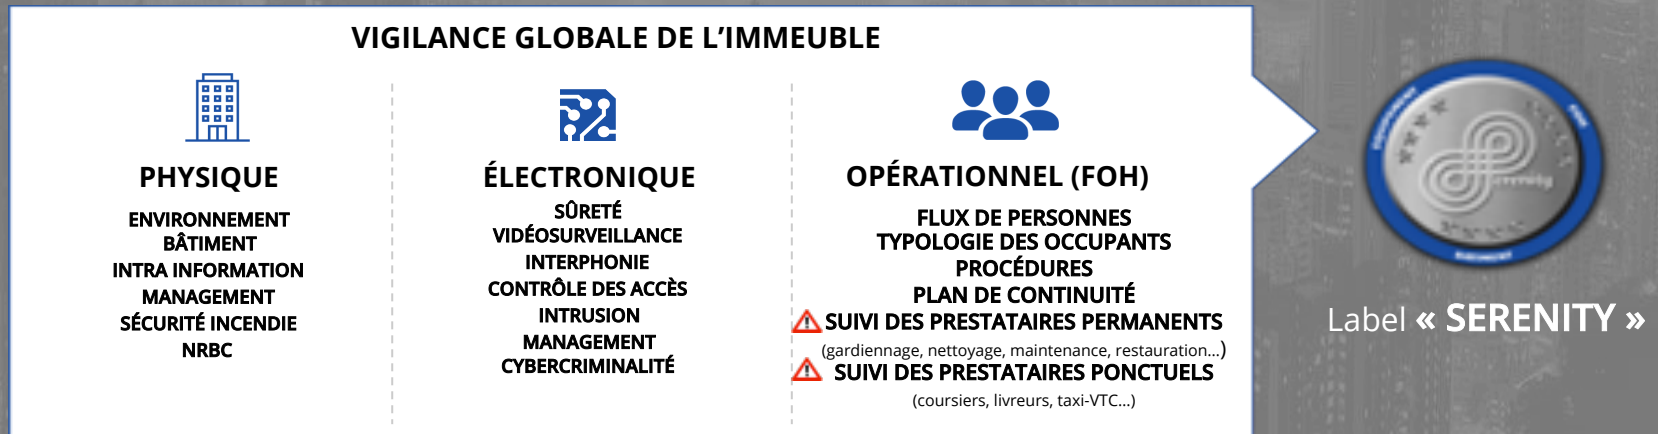 VIGILANCE GLOBALE DE L’IMMEUBLE
PHYSIQUE
ENVIRONNEMENT
BÂTIMENT
INTRA INFORMATION
MANAGEMENT
SÉCURITÉ INCENDIE
NRBC
ÉLECTRONIQUE
SÛRETÉ
VIDÉOSURVEILLANCE
INTERPHONIE
CONTRÔLE DES ACCÈS
INTRUSION
MANAGEMENT
CYBERCRIMINALITÉ
OPÉRATIONNEL (FOH)
FLUX DE PERSONNES
TYPOLOGIE DES OCCUPANTS
PROCÉDURES
PLAN DE CONTINUITÉ
SUIVI DES PRESTATAIRES PERMANENTS
(gardiennage, nettoyage, maintenance, restauration...)
SUIVI DES PRESTATAIRES PONCTUELS
(coursiers, livreurs, taxi-VTC...)
Label « SERENITY »